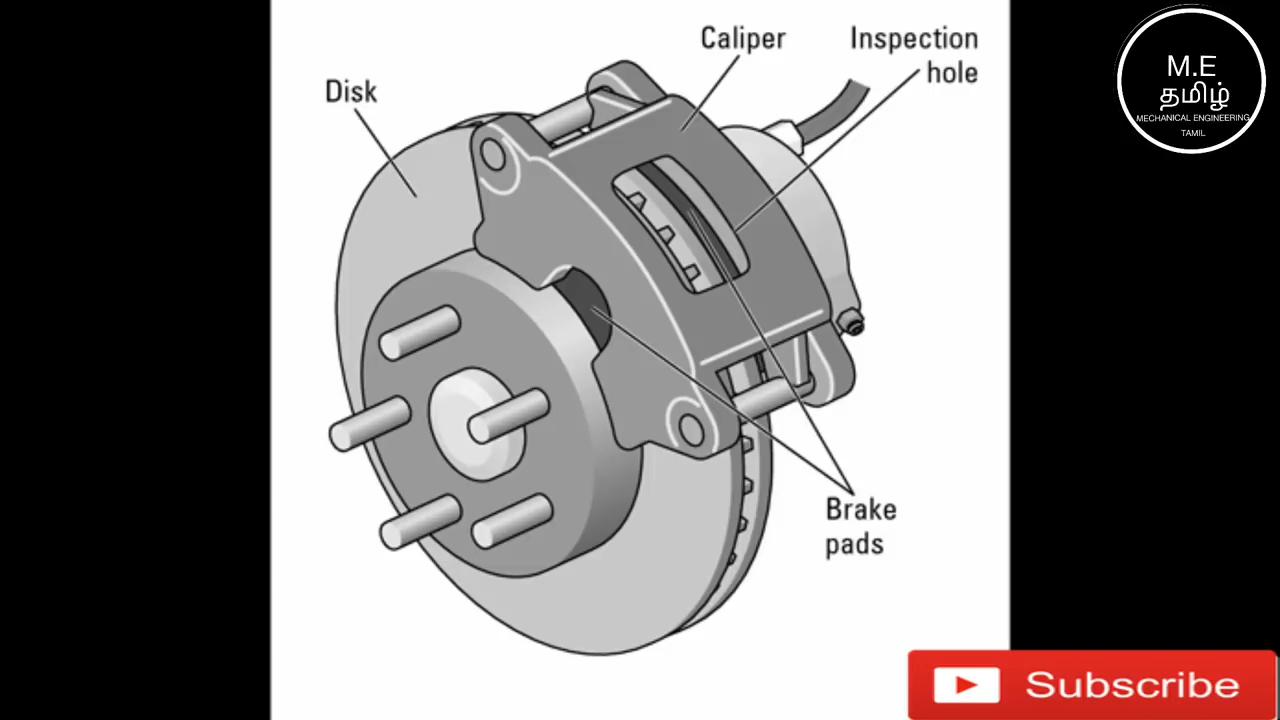 Caliper
Inspection
hole
Disk
Brake
pads
M.E
தமிழ்
MECHANICAL ENGINEERING
TAMIL
Subscribe